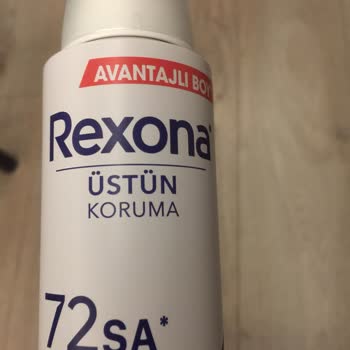 AVANTAJLI BOY
Rexona
ÜSTÜN
KORUMA
72SA*